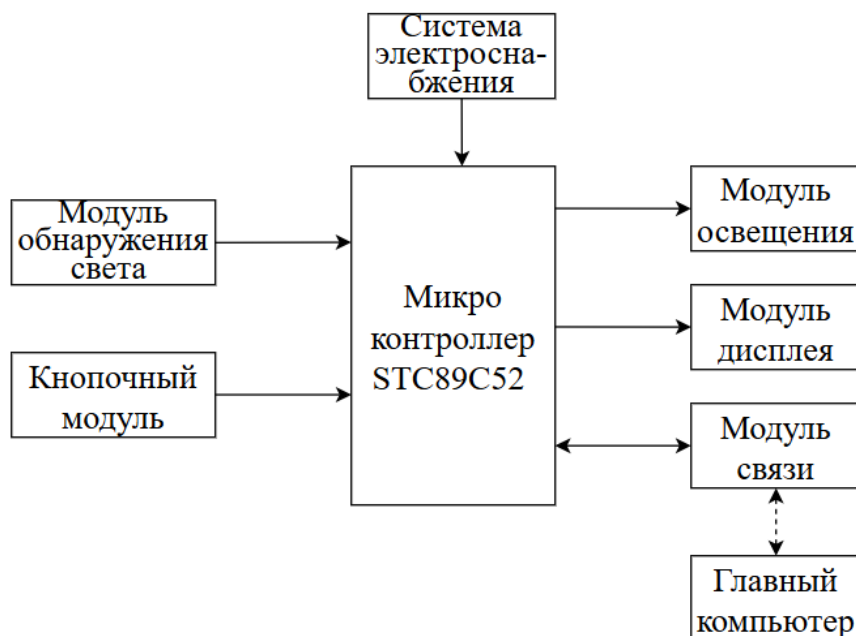 Система
электросна-
бжения
Модуль
обнаружения
света
Кнопочный
модуль
Микро
контроллер
STC89C52
Модуль
освещения
Модуль
дисплея
Модуль
связи
Главный
компьютер